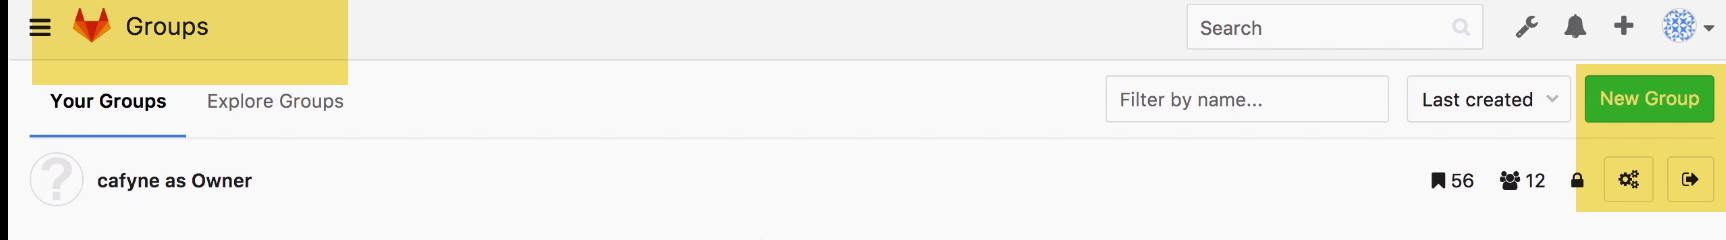 Groups
Search
Your Groups
Explore Groups
Filter by name...
Last created
New Group
cafyne as Owner
56
12